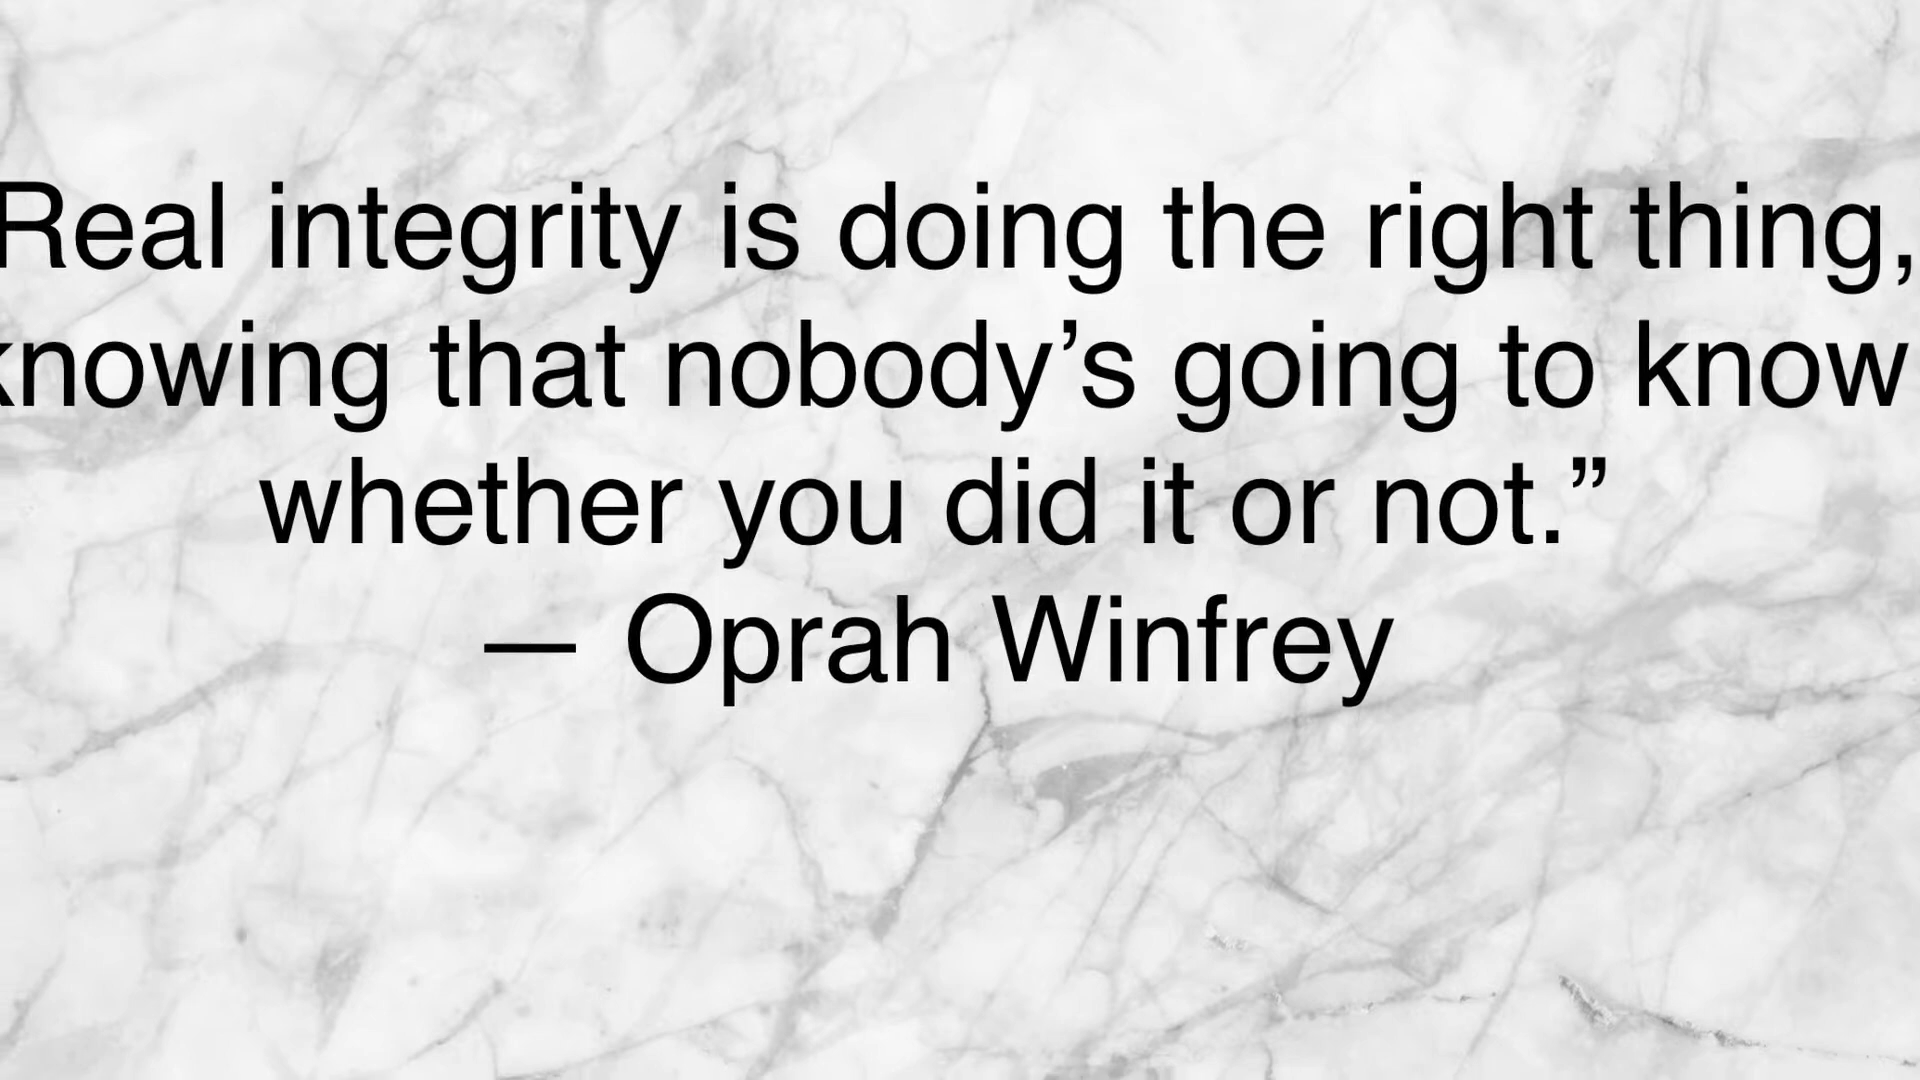 Real integrity is doing the right thing,
knowing that nobody’s going to know
whether you did it or not.”
— Oprah Winfrey